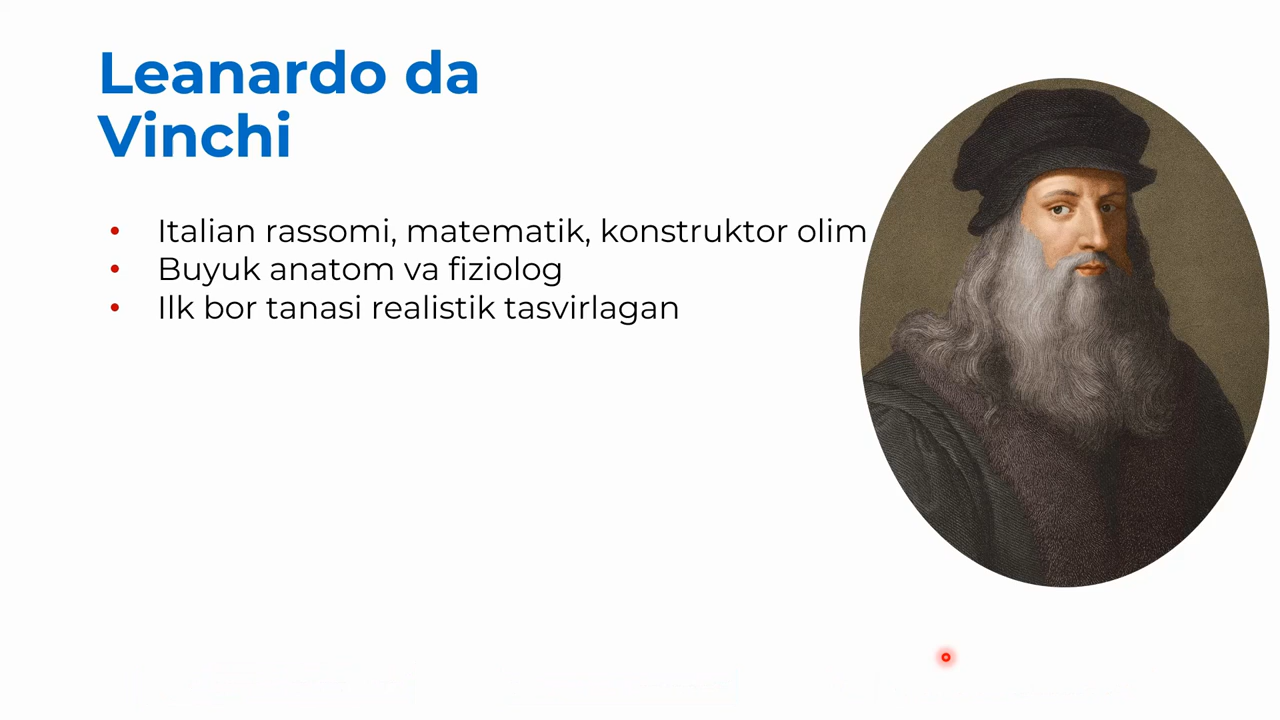 Leanardo da
Vinchi
• Italian rassomi, matematik, konstruktor olim
• Buyuk anatom va fiziolog
• Ilk bor tanasi realistik tasvirlagan